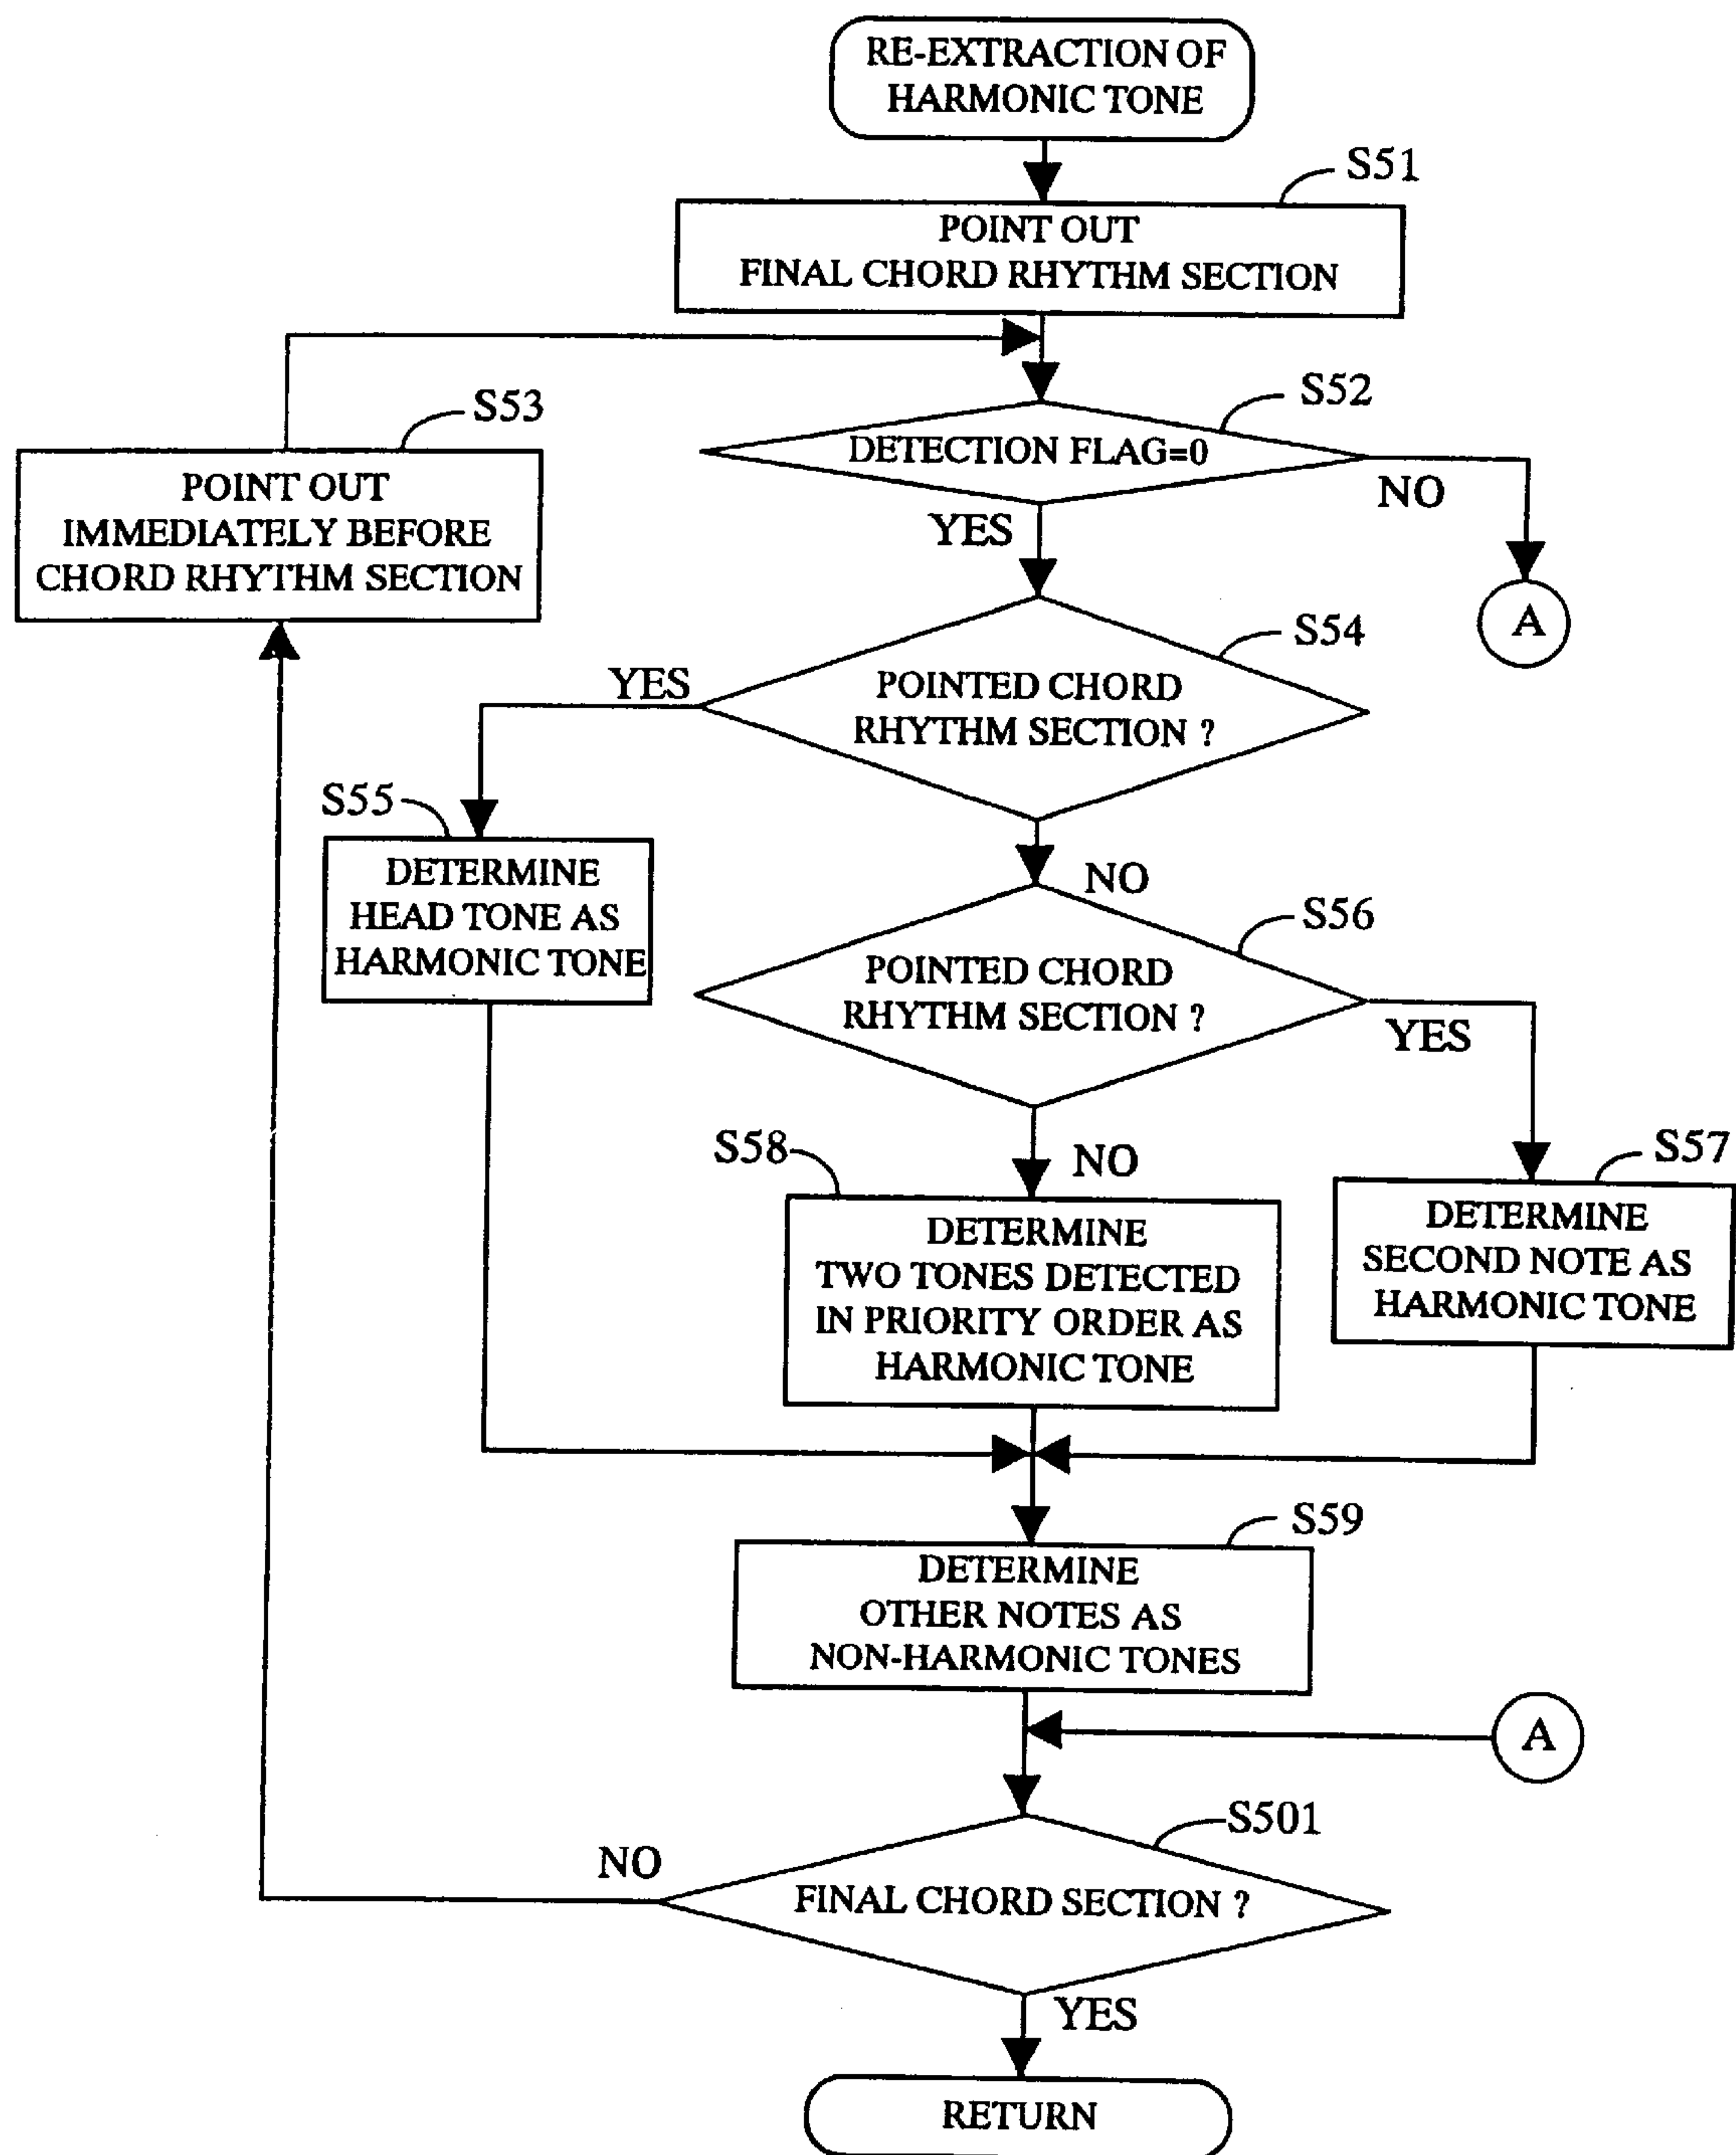 RE-EXTRACTION OF
HARMONIC TONE
S51
POINT OUT
FINAL CHORD RHYTHM SECTION
S52
DETECTION FLAG=0
NO
YES
A
S53
POINT OUT
IMMEDIATELY BEFORE
CHORD RHYTHM SECTION
S54
POINTED CHORD
RHYTHM SECTION ?
YES
S55
DETERMINE
HEAD TONE AS
HARMONIC TONE
NO
S56
POINTED CHORD
RHYTHM SECTION ?
YES
S57
DETERMINE
SECOND NOTE AS
HARMONIC TONE
NO
S58
DETERMINE
TWO TONES DETECTED
IN PRIORITY ORDER AS
HARMONIC TONE
S59
DETERMINE
OTHER NOTES AS
NON-HARMONIC TONES
A
S501
FINAL CHORD SECTION ?
NO
YES
RETURN